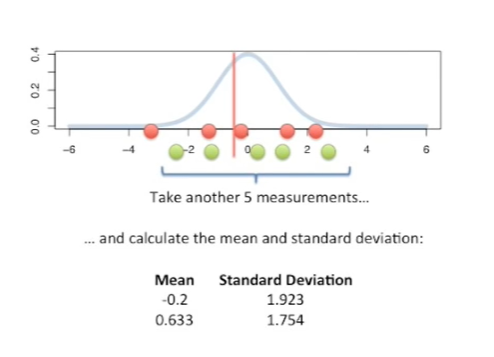 0.4
0.2
0.0
-6 -4 -2 0 2 4 6
Take another 5 measurements...
... and calculate the mean and standard deviation:
Mean Standard Deviation
-0.2 1.923
0.633 1.754